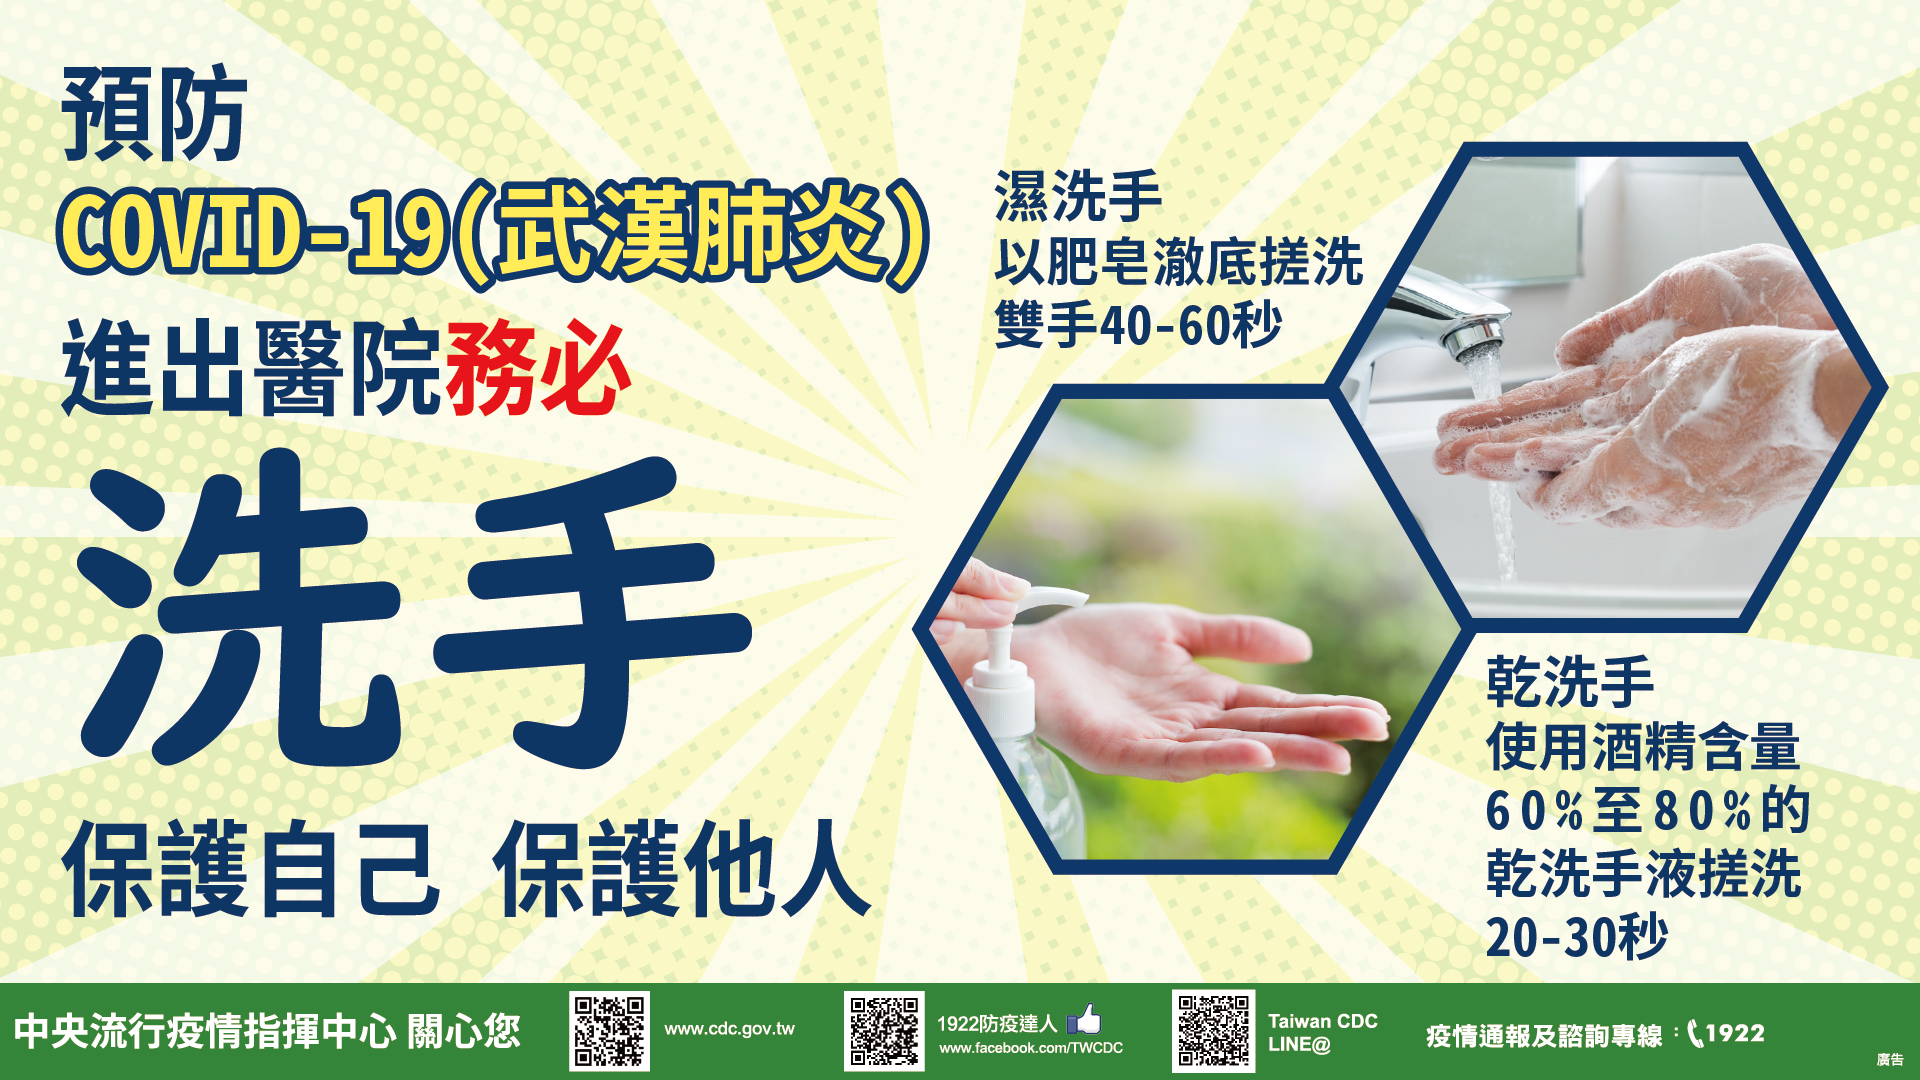 預防
COVID-19(武漢肺炎)
進出醫院務必
洗手
保護自己 保護他人
濕洗手
以肥皂澈底搓洗
雙手40-60秒
乾洗手
使用酒精含量
60%至80%的
乾洗手液搓洗
20-30秒
中央流行疫情指揮中心 關心您
www.cdc.gov.tw
1922防疫達人
www.facebook.com/TWCDC
Taiwan CDC
LINE@
疫情通報及諮詢專線：1922
廣告